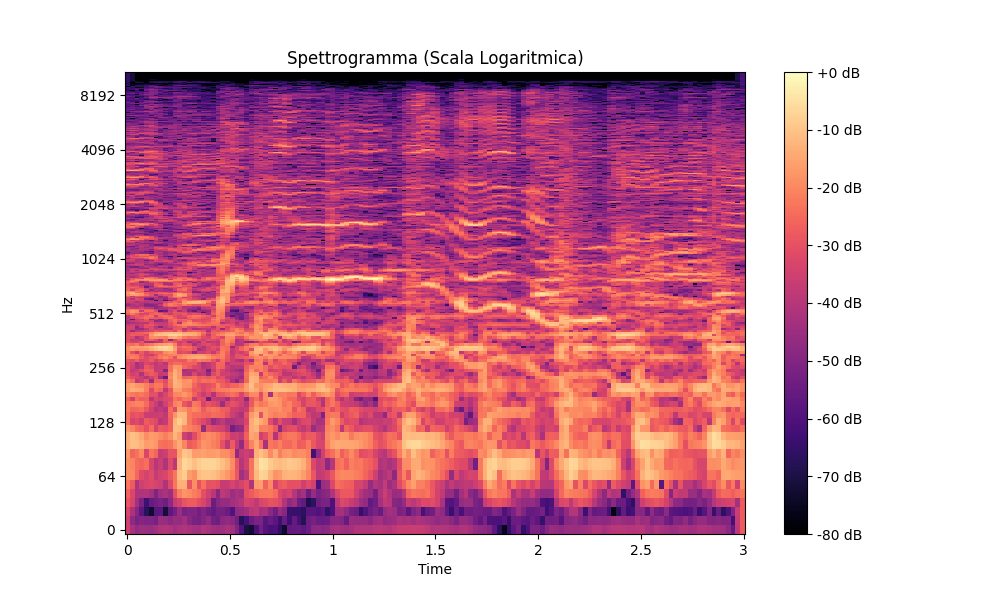 Spettrogramma (Scala Logaritmica)
Hz
8192
4096
2048
1024
512
256
128
64
0
0
0.5
1
1.5
2
2.5
3
Time
+0 dB
-10 dB
-20 dB
-30 dB
-40 dB
-50 dB
-60 dB
-70 dB
-80 dB